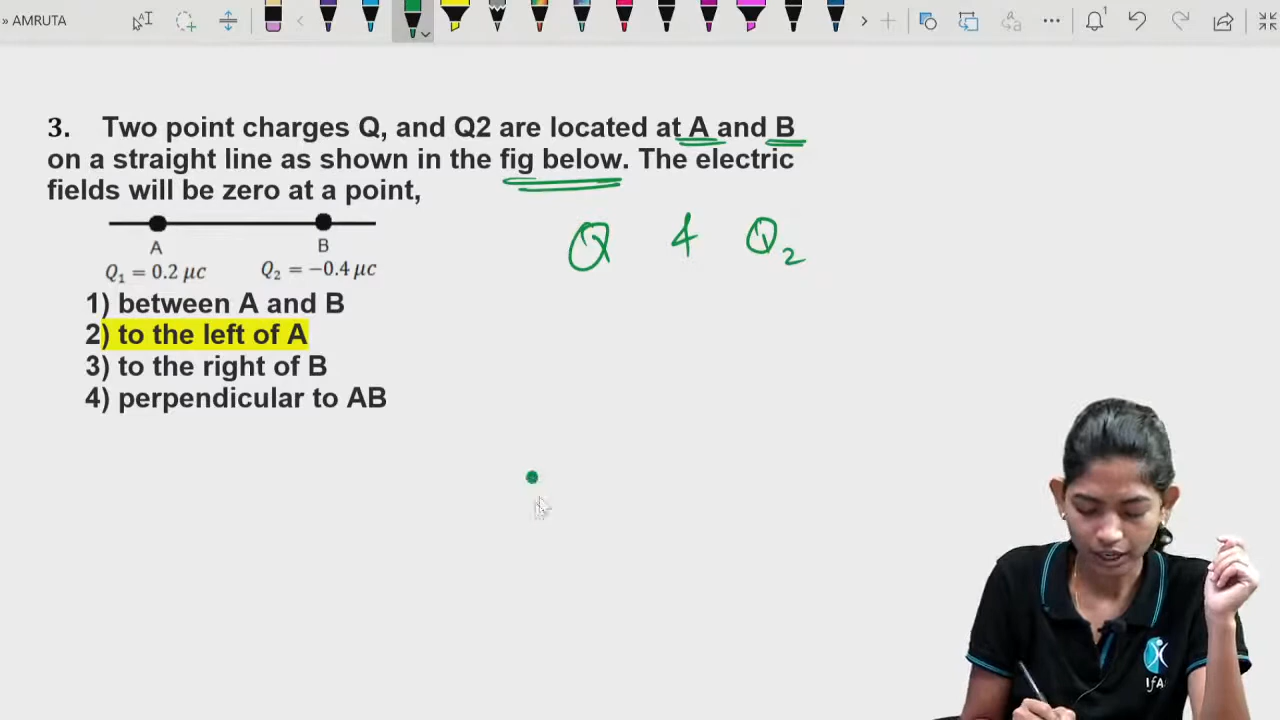 » AMRUTA
3. Two point charges Q, and Q2 are located at A and B
on a straight line as shown in the fig below. The electric
fields will be zero at a point,
Q & Q2
A B
Q1 = 0.2 μc Q2 = −0.4 μc
1) between A and B
2) to the left of A
3) to the right of B
4) perpendicular to AB